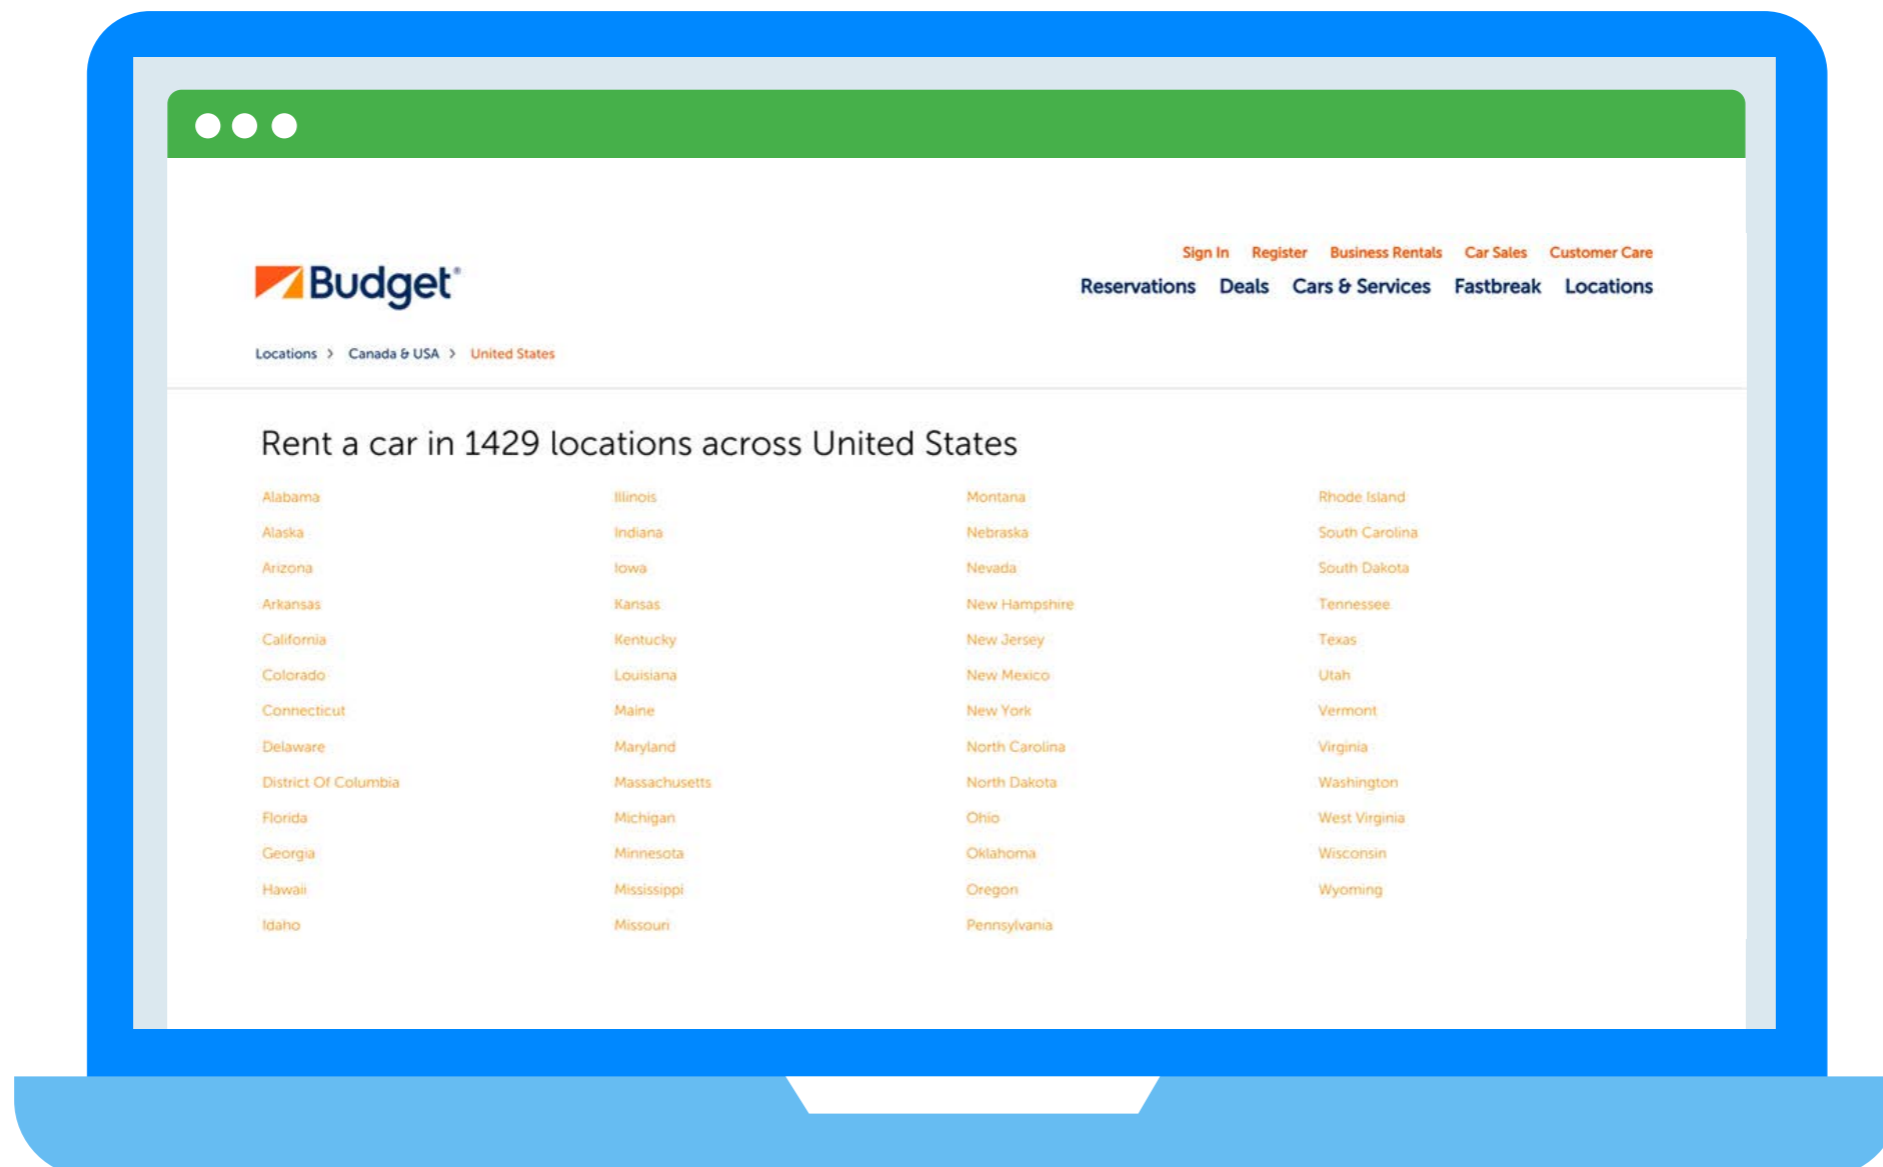 Sign In Register Business Rentals Car Sales Customer Care
Budget®
Reservations Deals Cars & Services Fastbreak Locations
Locations > Canada & USA > United States
Rent a car in 1429 locations across United States
Alabama Illinois Montana Rhode Island
Alaska Indiana Nebraska South Carolina
Arizona Iowa Nevada South Dakota
Arkansas Kansas New Hampshire Tennessee
California Kentucky New Jersey Texas
Colorado Louisiana New Mexico Utah
Connecticut Maine New York Vermont
Delaware Maryland North Carolina Virginia
District Of Columbia Massachusetts North Dakota Washington
Florida Michigan Ohio West Virginia
Georgia Minnesota Oklahoma Wisconsin
Hawaii Mississippi Oregon Wyoming
Idaho Missouri Pennsylvania